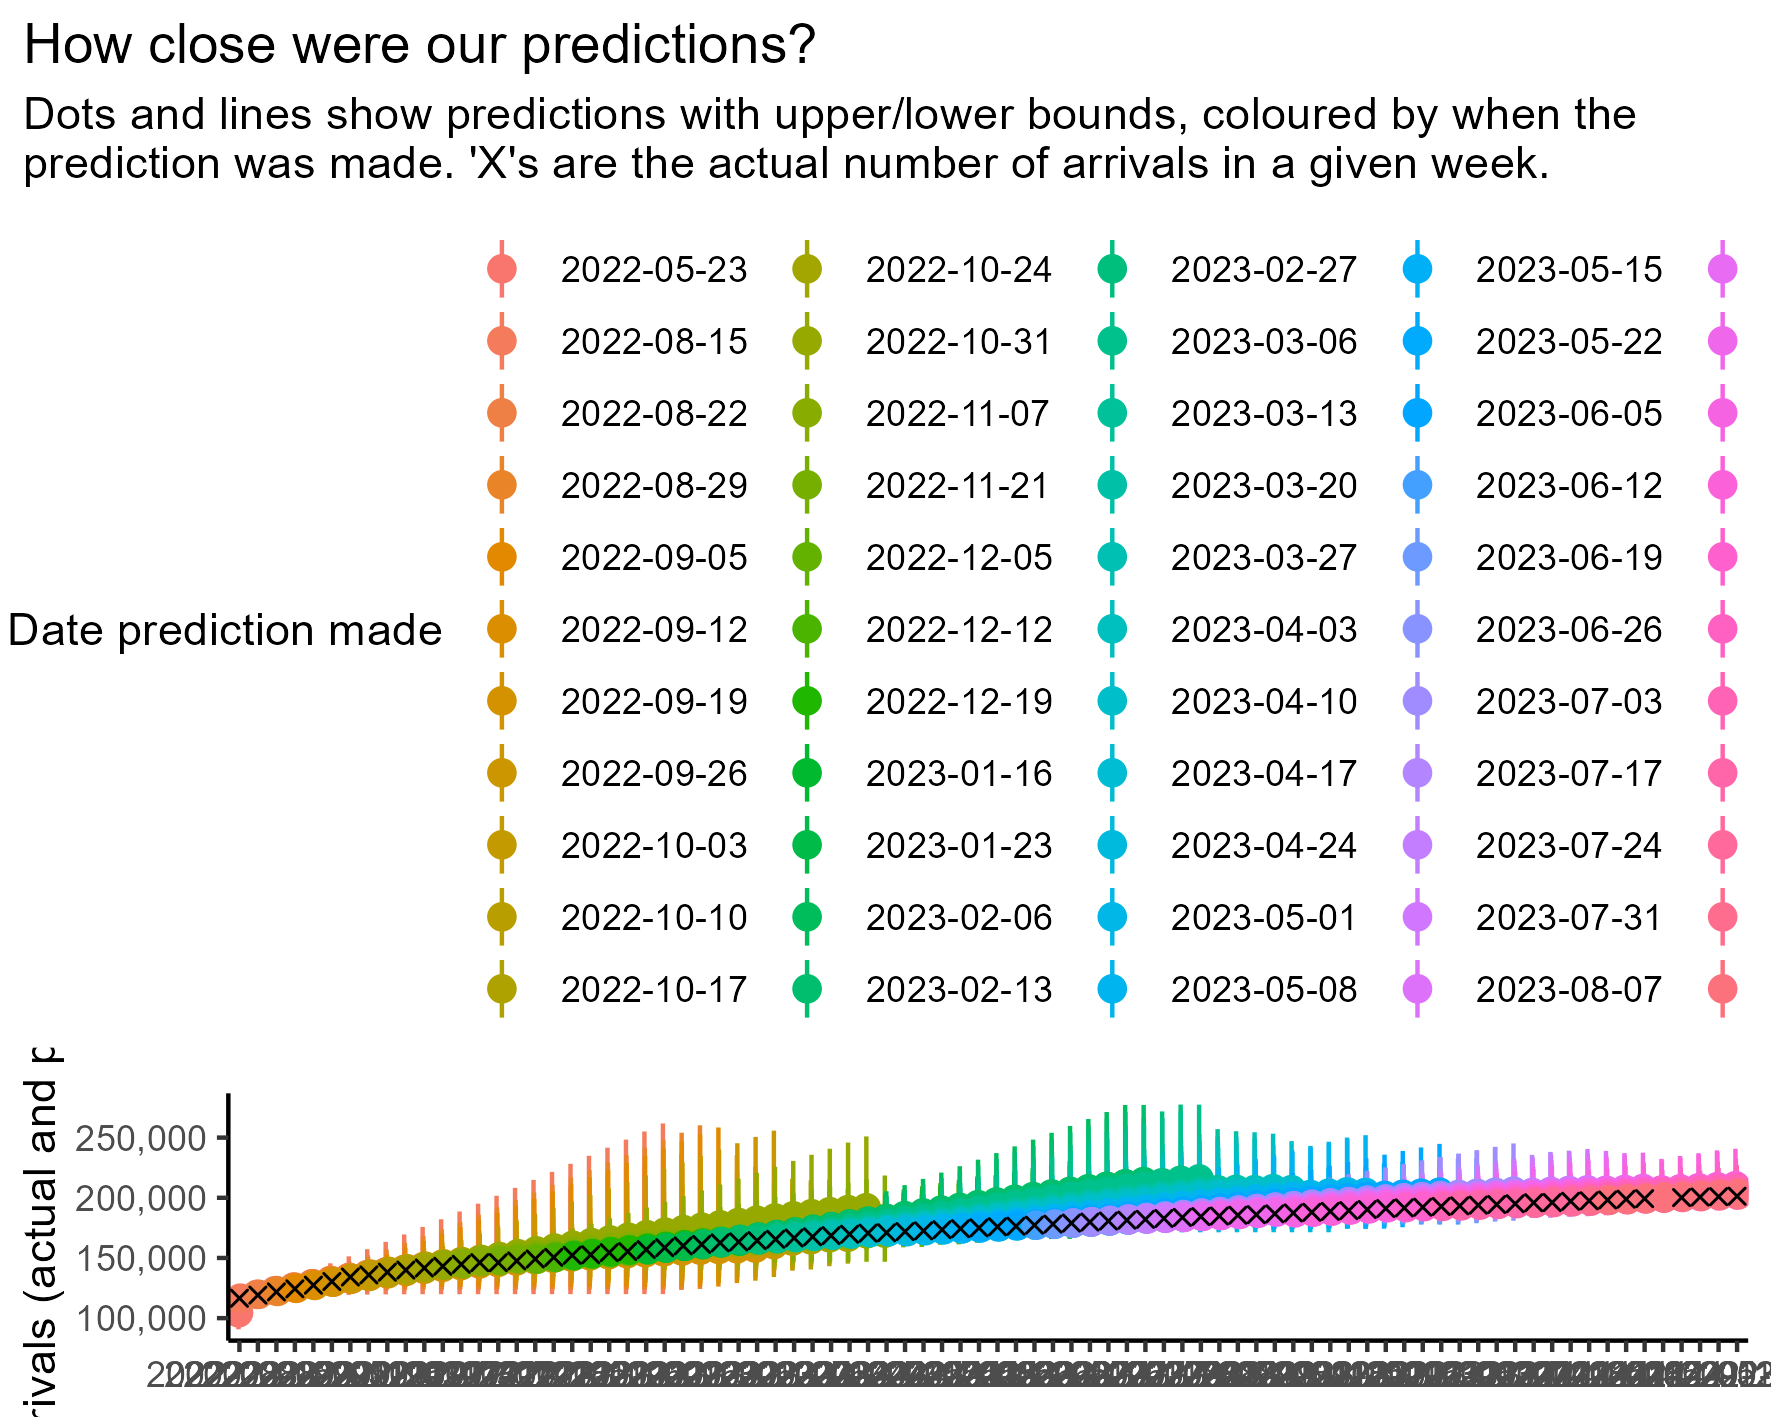 How close were our predictions?
Dots and lines show predictions with upper/lower bounds, coloured by when the
prediction was made. 'X's are the actual number of arrivals in a given week.
2022-05-23 2022-10-24 2023-02-27 2023-05-15
2022-08-15 2022-10-31 2023-03-06 2023-05-22
2022-08-22 2022-11-07 2023-03-13 2023-06-05
2022-08-29 2022-11-21 2023-03-20 2023-06-12
2022-09-05 2022-12-05 2023-03-27 2023-06-19
Date prediction made 2022-09-12 2022-12-12 2023-04-03 2023-06-26
2022-09-19 2022-12-19 2023-04-10 2023-07-03
2022-09-26 2023-01-16 2023-04-17 2023-07-17
2022-10-03 2023-01-23 2023-04-24 2023-07-24
2022-10-10 2023-02-06 2023-05-01 2023-07-31
2022-10-17 2023-02-13 2023-05-08 2023-08-07
rivals (actual and p
250,000
200,000
150,000
100,000